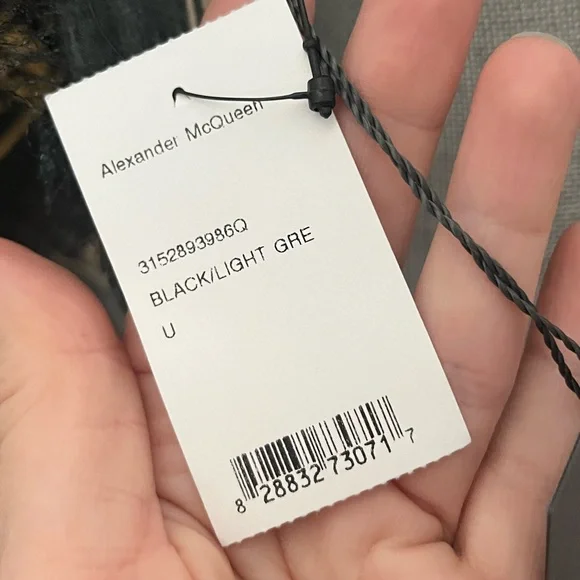 Alexander McQueen
3152893986Q
BLACK/LIGHT GRE
U
8 28832 73071 7